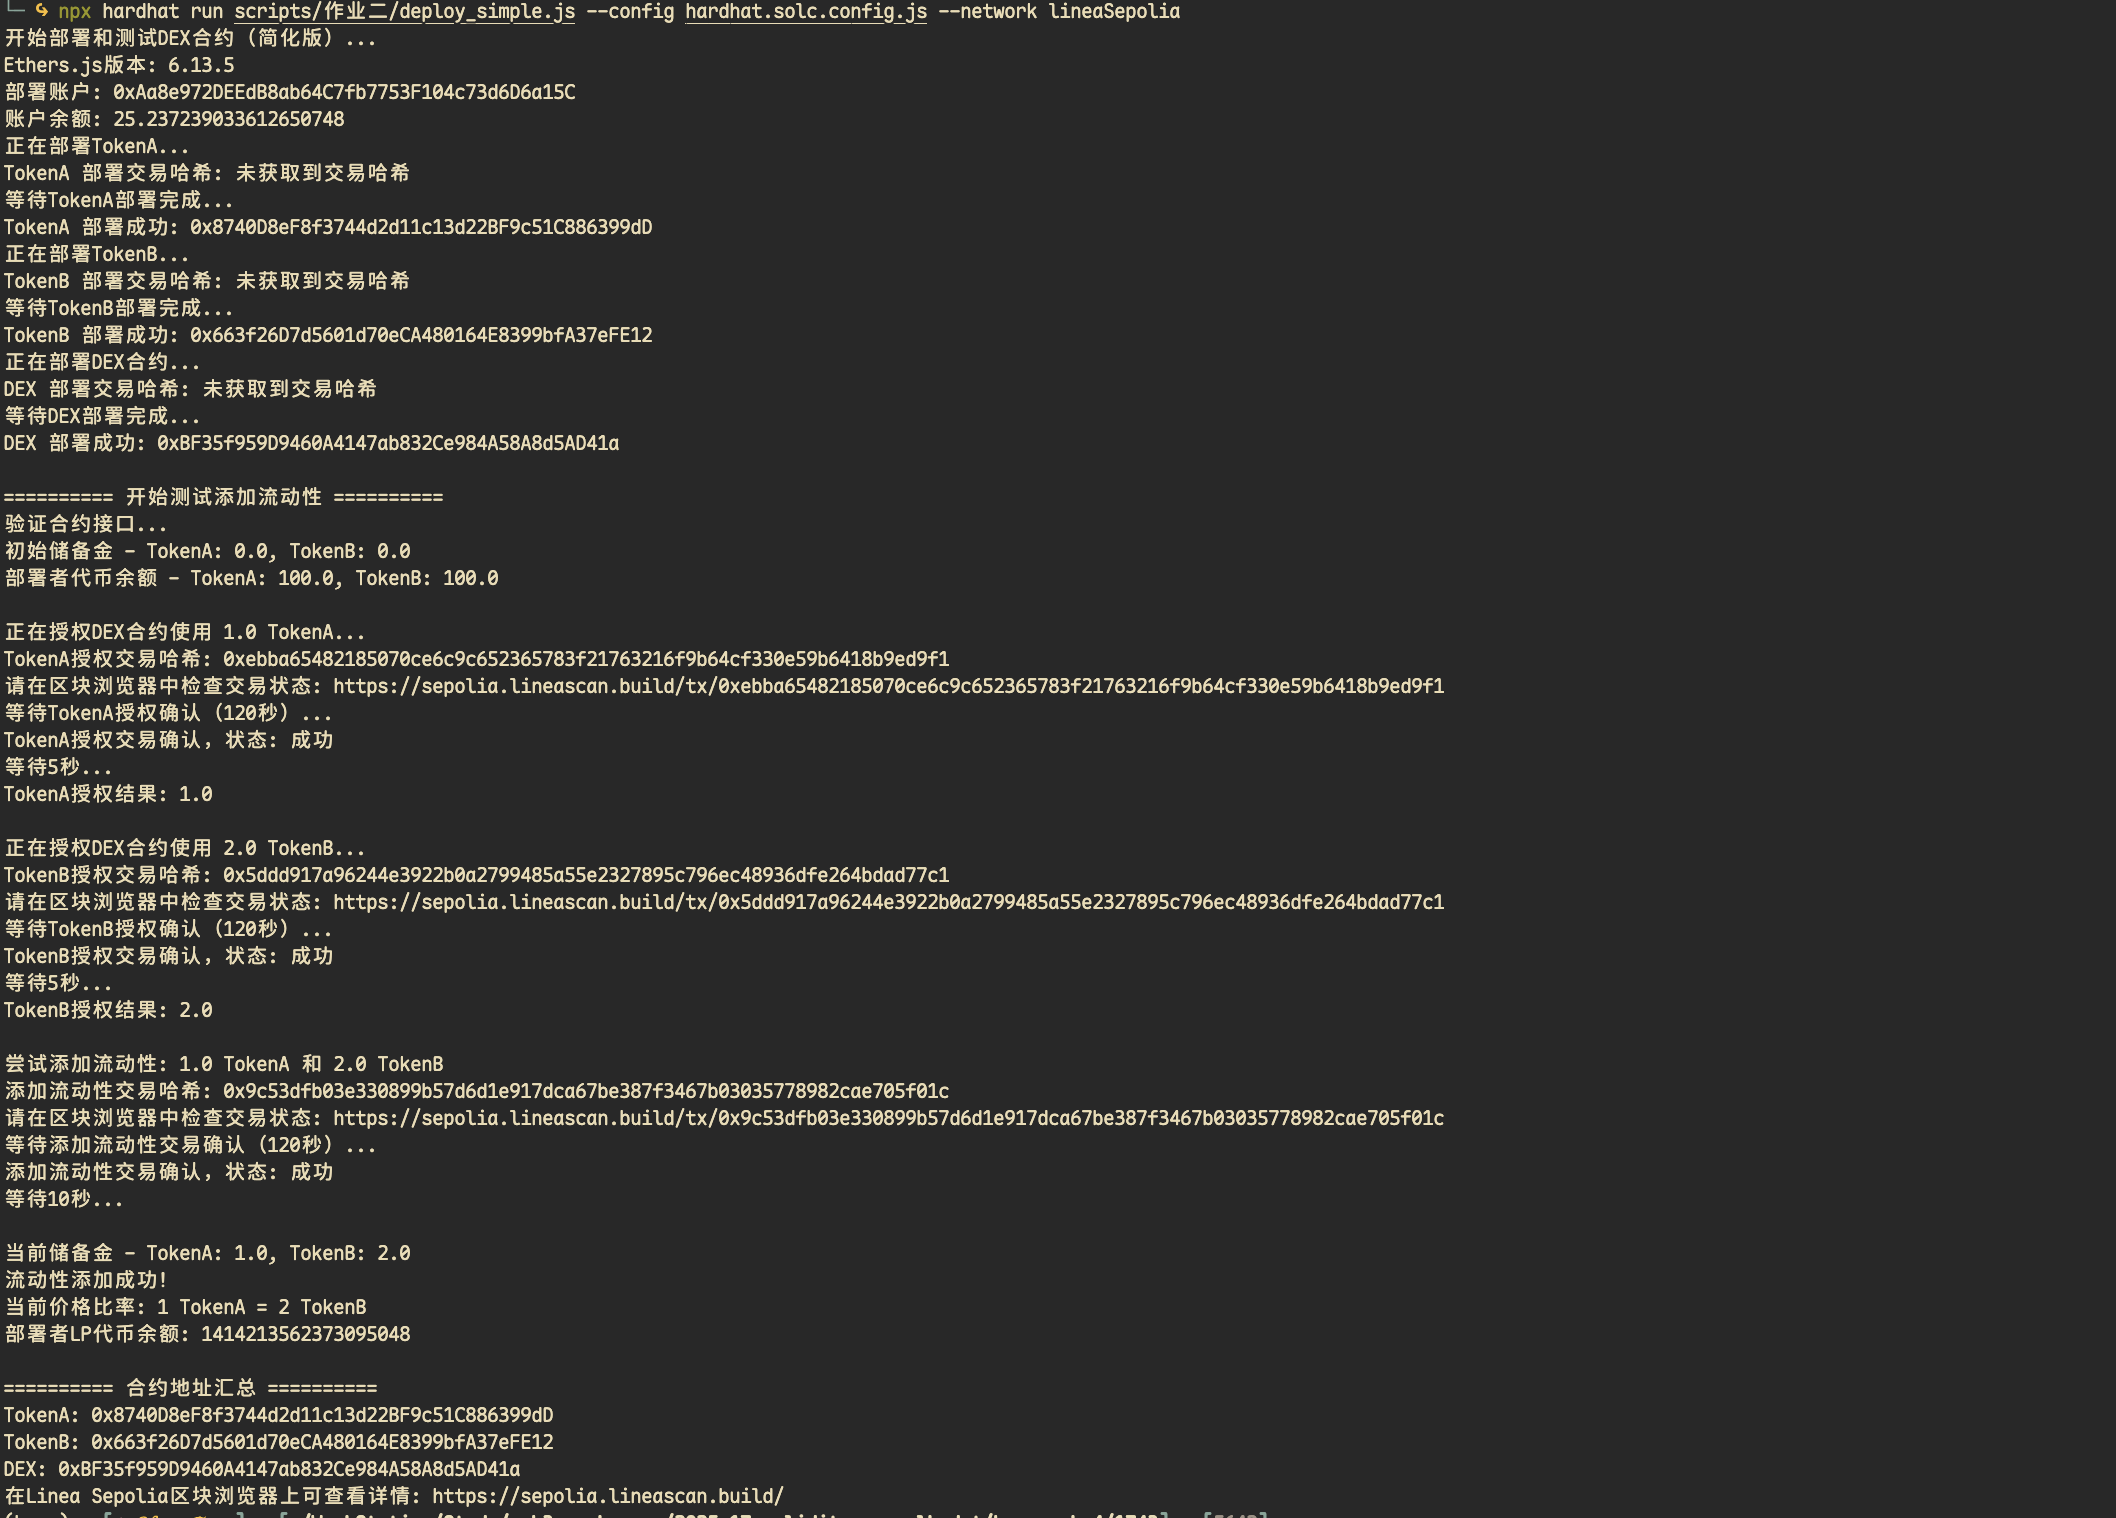 npx hardhat run scripts/作业二/deploy_simple.js --config hardhat.solc.config.js --network lineaSepolia
开始部署和测试DEX合约（简化版）...
Ethers.js版本: 6.13.5
部署账户: 0xAa8e972DEEdB8ab64C7fb7753F104c73d6D6a15C
账户余额: 25.237239033612650748
正在部署TokenA...
TokenA 部署交易哈希: 未获取到交易哈希
等待TokenA部署完成...
TokenA 部署成功: 0x8740D8eF8f3744d2d11c13d22BF9c51C886399dD
正在部署TokenB...
TokenB 部署交易哈希: 未获取到交易哈希
等待TokenB部署完成...
TokenB 部署成功: 0x663f26D7d5601d70eCA480164E8399bfA37eFE12
正在部署DEX合约...
DEX 部署交易哈希: 未获取到交易哈希
等待DEX部署完成...
DEX 部署成功: 0xBF35f959D9460A4147ab832Ce984A58A8d5AD41a
========== 开始测试添加流动性 ==========
验证合约接口...
初始储备金 - TokenA: 0.0, TokenB: 0.0
部署者代币余额 - TokenA: 100.0, TokenB: 100.0
正在授权DEX合约使用 1.0 TokenA...
TokenA授权交易哈希: 0xebba65482185070ce6c9c652365783f21763216f9b64cf330e59b6418b9ed9f1
请在区块浏览器中检查交易状态: https://sepolia.lineascan.build/tx/0xebba65482185070ce6c9c652365783f21763216f9b64cf330e59b6418b9ed9f1
等待TokenA授权确认（120秒）...
TokenA授权交易确认，状态: 成功
等待5秒...
TokenA授权结果: 1.0
正在授权DEX合约使用 2.0 TokenB...
TokenB授权交易哈希: 0x5ddd917a96244e3922b0a2799485a55e2327895c796ec48936dfe264bdad77c1
请在区块浏览器中检查交易状态: https://sepolia.lineascan.build/tx/0x5ddd917a96244e3922b0a2799485a55e2327895c796ec48936dfe264bdad77c1
等待TokenB授权确认（120秒）...
TokenB授权交易确认，状态: 成功
等待5秒...
TokenB授权结果: 2.0
尝试添加流动性: 1.0 TokenA 和 2.0 TokenB
添加流动性交易哈希: 0x9c53dfb03e330899b57d6d1e917dca67be387f3467b03035778982cae705f01c
请在区块浏览器中检查交易状态: https://sepolia.lineascan.build/tx/0x9c53dfb03e330899b57d6d1e917dca67be387f3467b03035778982cae705f01c
等待添加流动性交易确认（120秒）...
添加流动性交易确认，状态: 成功
等待10秒...
当前储备金 - TokenA: 1.0, TokenB: 2.0
流动性添加成功！
当前价格比率: 1 TokenA = 2 TokenB
部署者LP代币余额: 1414213562373095048
========== 合约地址汇总 ==========
TokenA: 0x8740D8eF8f3744d2d11c13d22BF9c51C886399dD
TokenB: 0x663f26D7d5601d70eCA480164E8399bfA37eFE12
DEX: 0xBF35f959D9460A4147ab832Ce984A58A8d5AD41a
在Linea Sepolia区块浏览器上可查看详情: https://sepolia.lineascan.build/